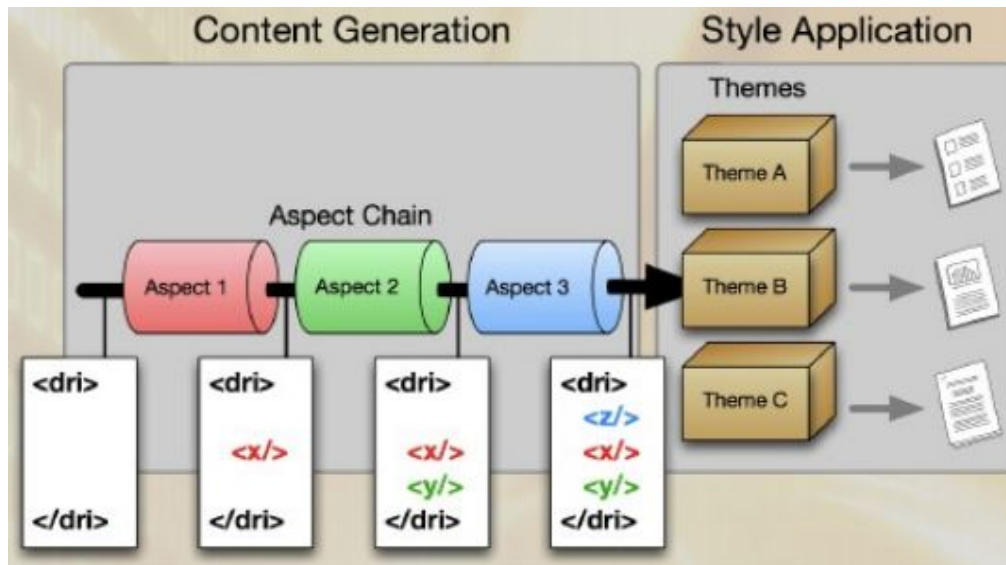 Content Generation
Style Application
Themes
Theme A
Aspect Chain
Aspect 1
Aspect 2
Aspect 3
Theme B
Theme C
<dri>
</dri>
<dri>
<x/>
</dri>
<dri>
<x/>
<y/>
</dri>
<dri>
<z/>
<x/>
<y/>
</dri>